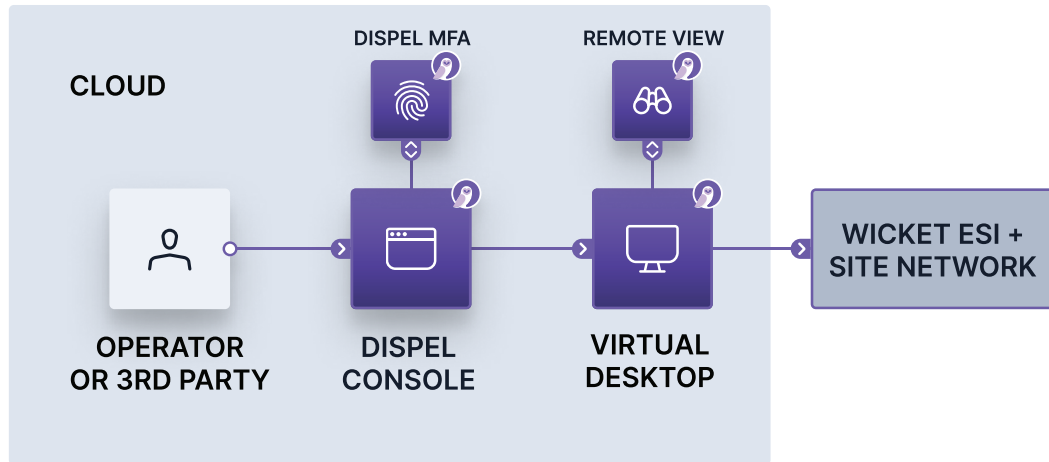 DISPEL MFA
REMOTE VIEW
CLOUD
WICKET ESI +
SITE NETWORK
OPERATOR
OR 3RD PARTY
DISPEL
CONSOLE
VIRTUAL
DESKTOP